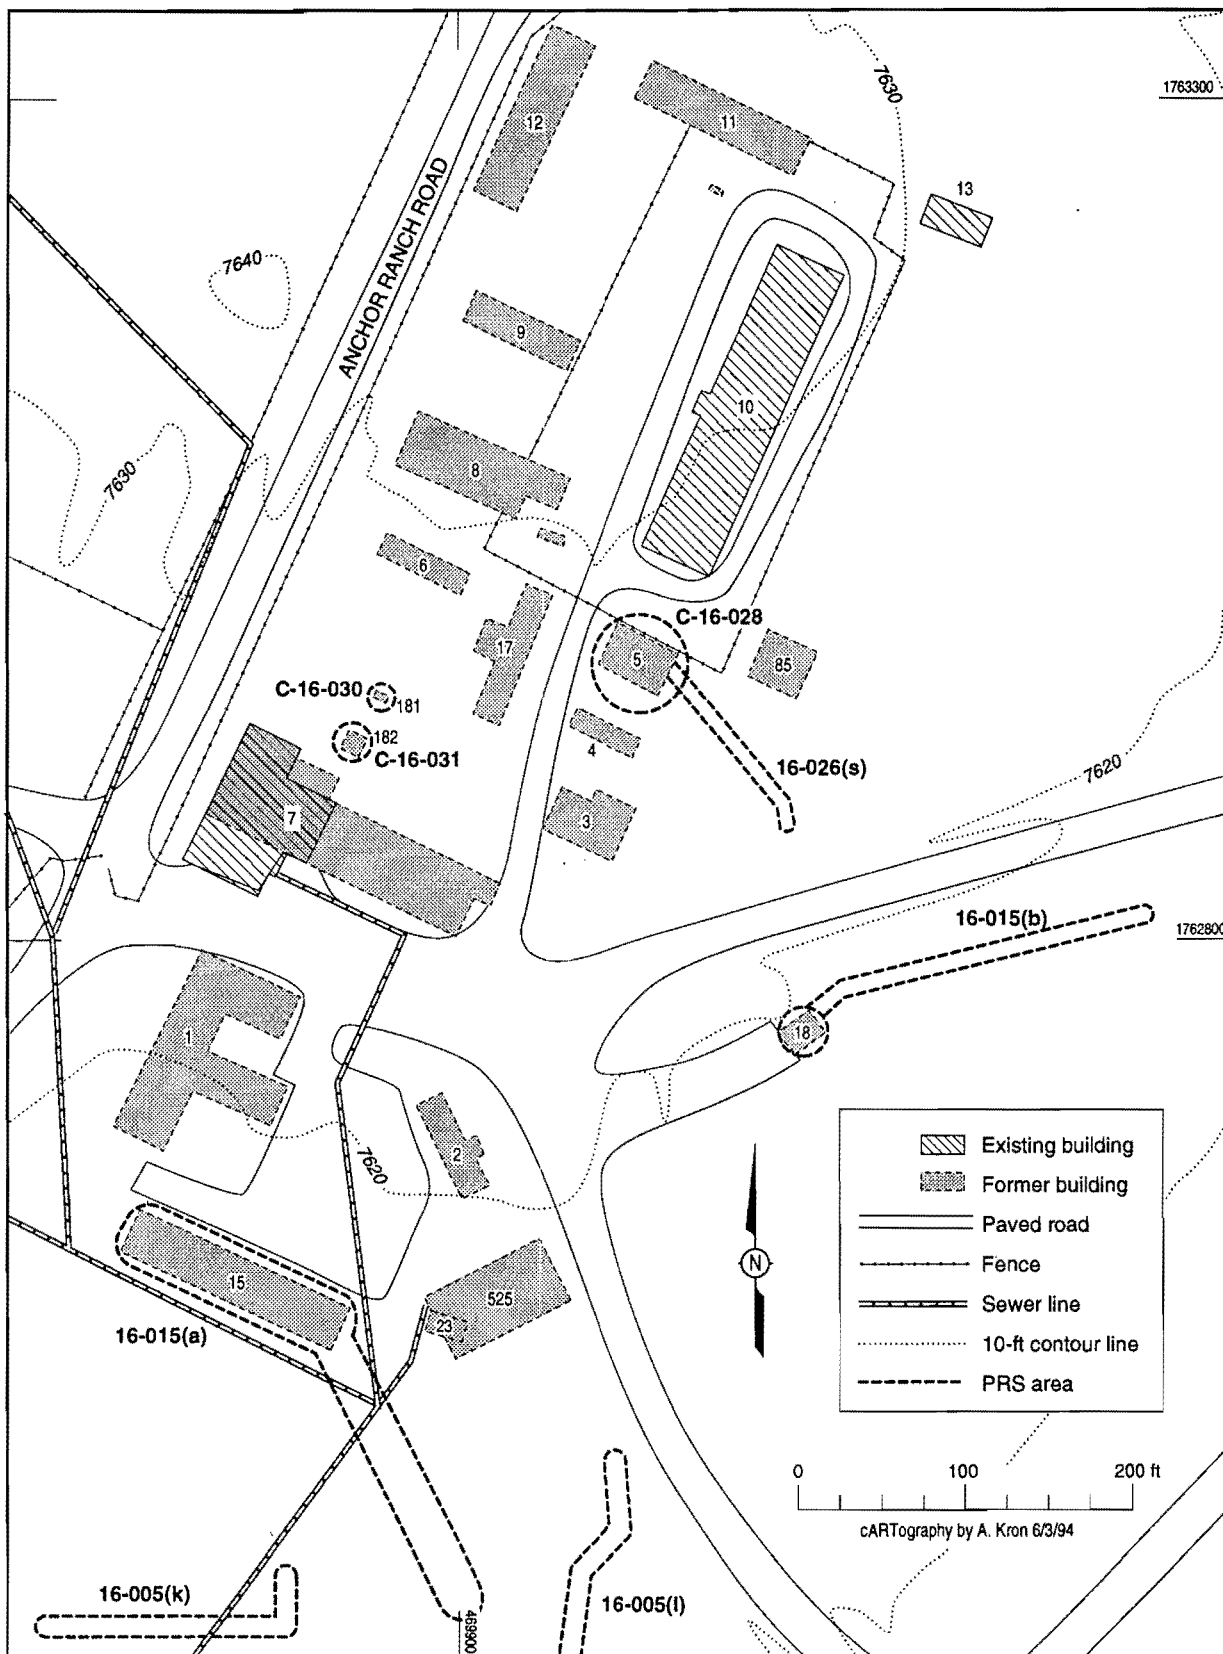 7630
1763300
11
12
13
ANCHOR RANCH ROAD
7640
9
10
8
7630
6
C-16-028
17
5
85
C-16-030
181
182
C-16-031
4
16-026(s)
7620
7
3
16-015(b)
1762800
18
1
2
7620
Existing building
Former building
Paved road
Fence
Sewer line
10-ft contour line
PRS area
N
15
525
23
16-015(a)
0 100 200 ft
cARTography by A. Kron 6/3/94
16-005(k)
16-005(l)
469900